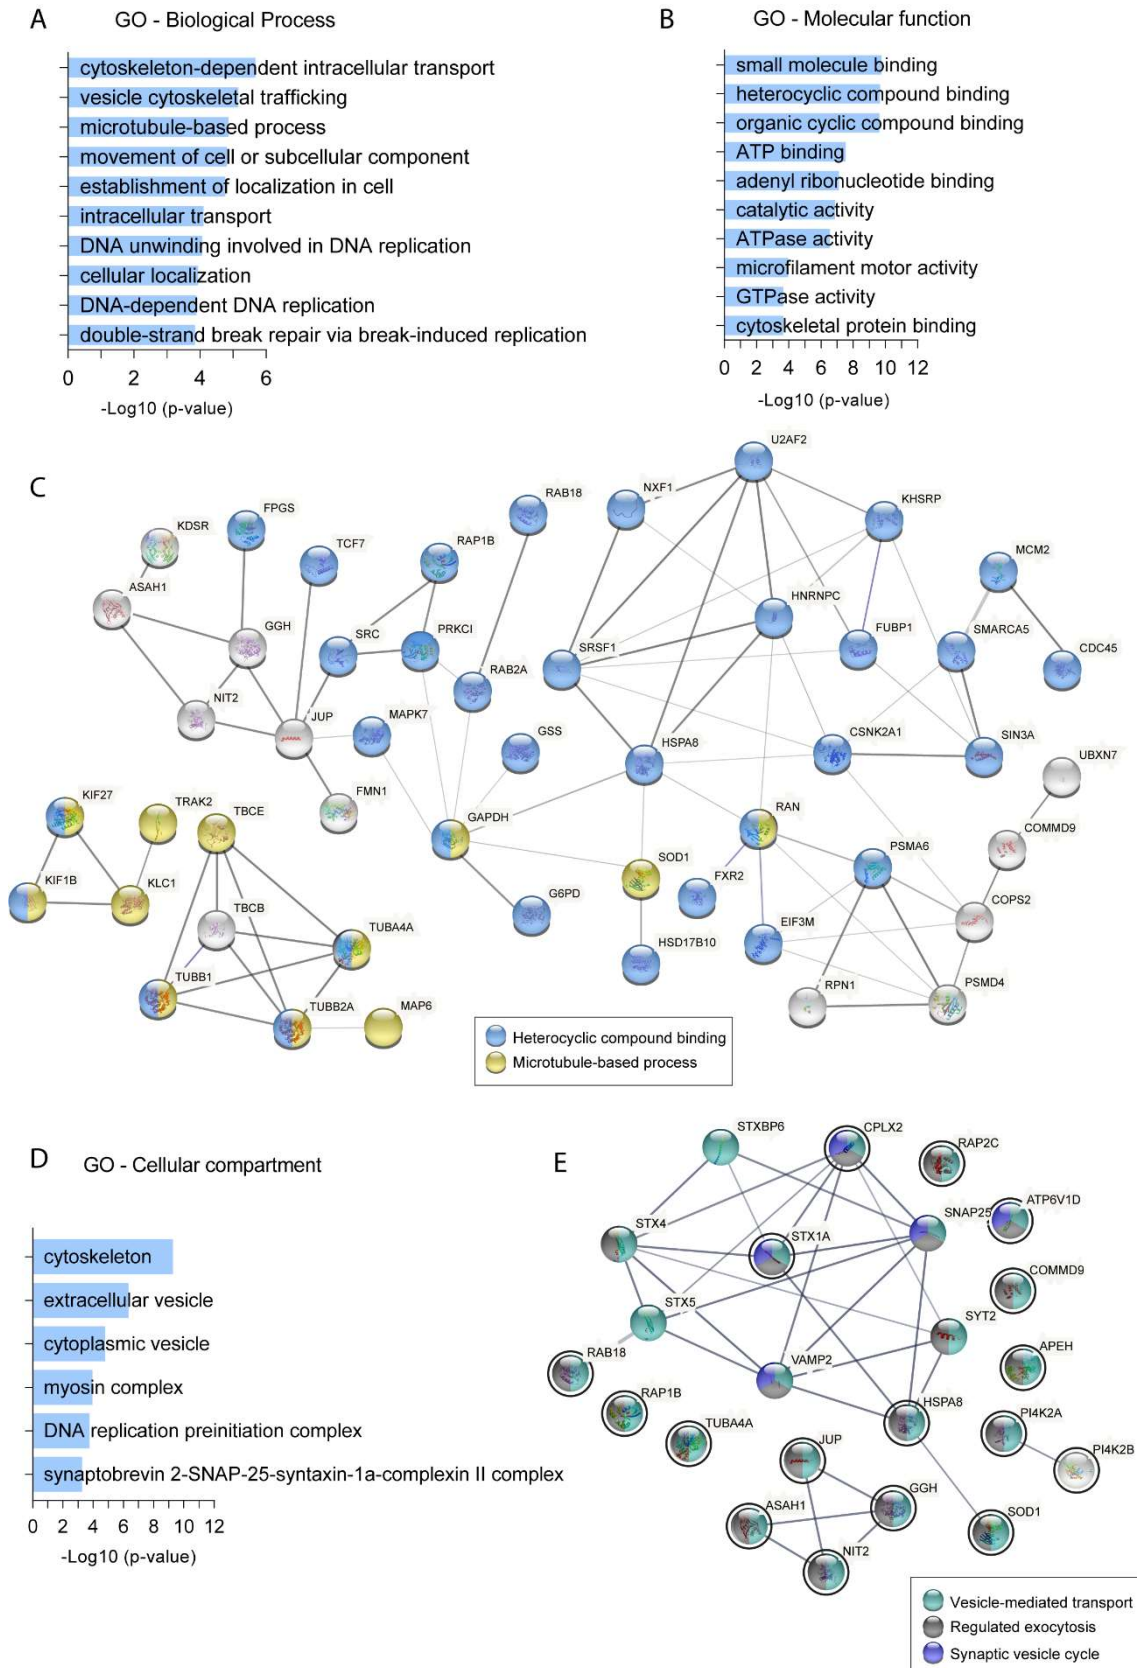 A
GO - Biological Process
cytoskeleton-dependent intracellular transport
vesicle cytoskeletal trafficking
microtubule-based process
movement of cell or subcellular component
establishment of localization in cell
intracellular transport
DNA unwinding involved in DNA replication
cellular localization
DNA-dependent DNA replication
double-strand break repair via break-induced replication
0 2 4 6
-Log10 (p-value)
B
GO - Molecular function
small molecule binding
heterocyclic compound binding
organic cyclic compound binding
ATP binding
adenyl ribonucleotide binding
catalytic activity
ATPase activity
microfilament motor activity
GTPase activity
cytoskeletal protein binding
0 2 4 6 8 10 12
-Log10 (p-value)
C
U2AF2
NXF1
RAB18
KHSRP
FPGS
KDSR
TCF7
RAP1B
MCM2
ASAH1
HNRNPC
GGH
SRC
PRKCI
FUBP1
SMARCA5
CDC45
SRSF1
RAB2A
NIT2
JUP
MAPK7
GSS
HSPA8
CSNK2A1
SIN3A
UBXN7
FMN1
KIF27
TRAK2
TBCE
GAPDH
RAN
COMMD9
PSMA6
SOD1
FXR2
KIF1B
KLC1
G6PD
COPS2
TBCB
EIF3M
TUBA4A
HSD17B10
TUBB1
RPN1
PSMD4
TUBB2A
MAP6
Heterocyclic compound binding
Microtubule-based process
D
GO - Cellular compartment
cytoskeleton
extracellular vesicle
cytoplasmic vesicle
myosin complex
DNA replication preinitiation complex
synaptobrevin 2-SNAP-25-syntaxin-1a-complexin II complex
0 2 4 6 8 10 12
-Log10 (p-value)
E
STXBP6
CPLX2
RAP2C
ATP6V1D
SNAP25
STX4
STX1A
COMMD9
STX5
SYT2
APEH
RAB18
VAMP2
RAP1B
HSPA8
PI4K2A
TUBA4A
JUP
PI4K2B
GGH
ASAH1
SOD1
NIT2
Vesicle-mediated transport
Regulated exocytosis
Synaptic vesicle cycle